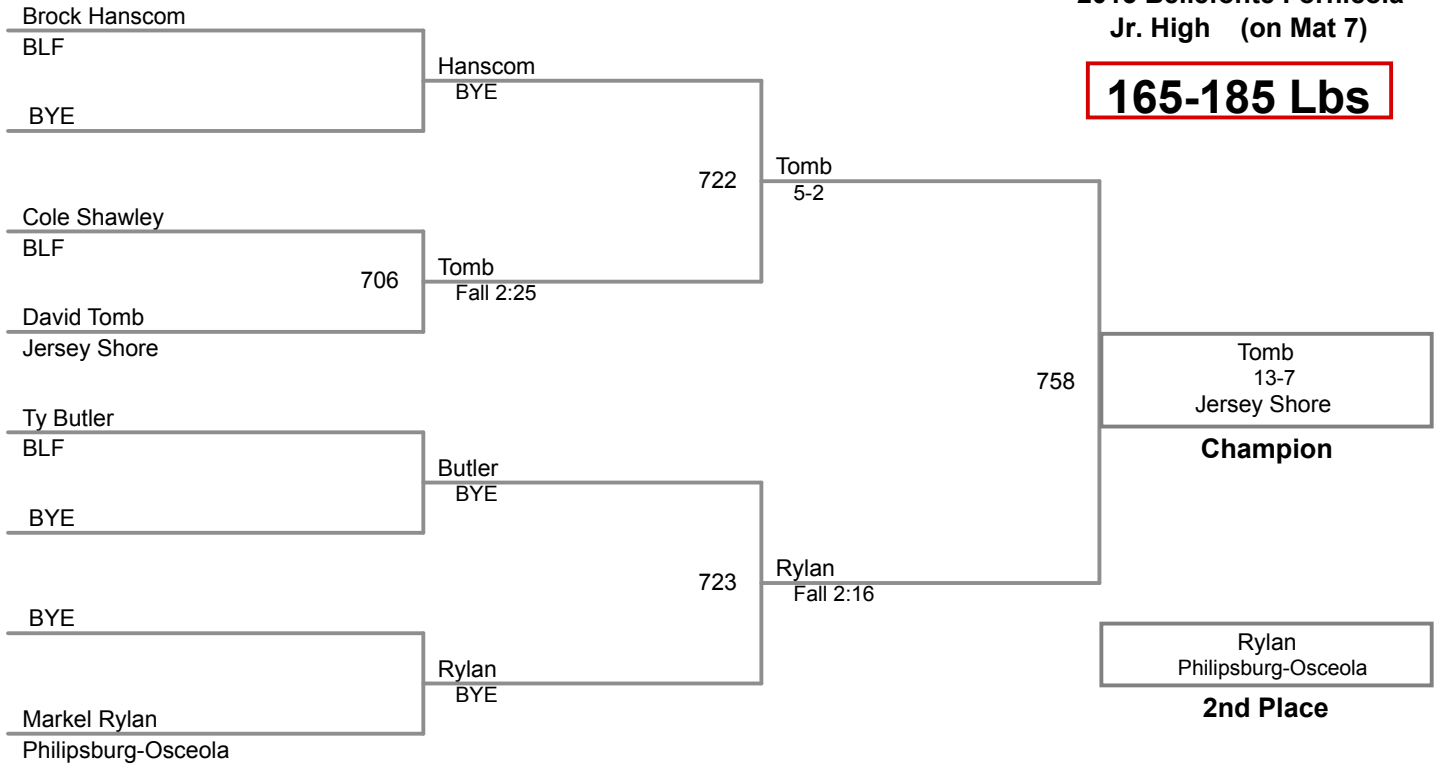 2015 Bellefonte Fornicola
Jr. High (on Mat 7)
165-185 Lbs
Brock Hanscom
BLF
BYE
Cole Shawley
BLF
706
David Tomb
Jersey Shore
Ty Butler
BLF
BYE
BYE
Markel Rylan
Philipsburg-Osceola
Hanscom
BYE
722
Tomb
Fall 2:25
Butler
BYE
723
Rylan
BYE
Tomb
5-2
758
Rylan
Fall 2:16
Tomb
13-7
Jersey Shore
Champion
Rylan
Philipsburg-Osceola
2nd Place